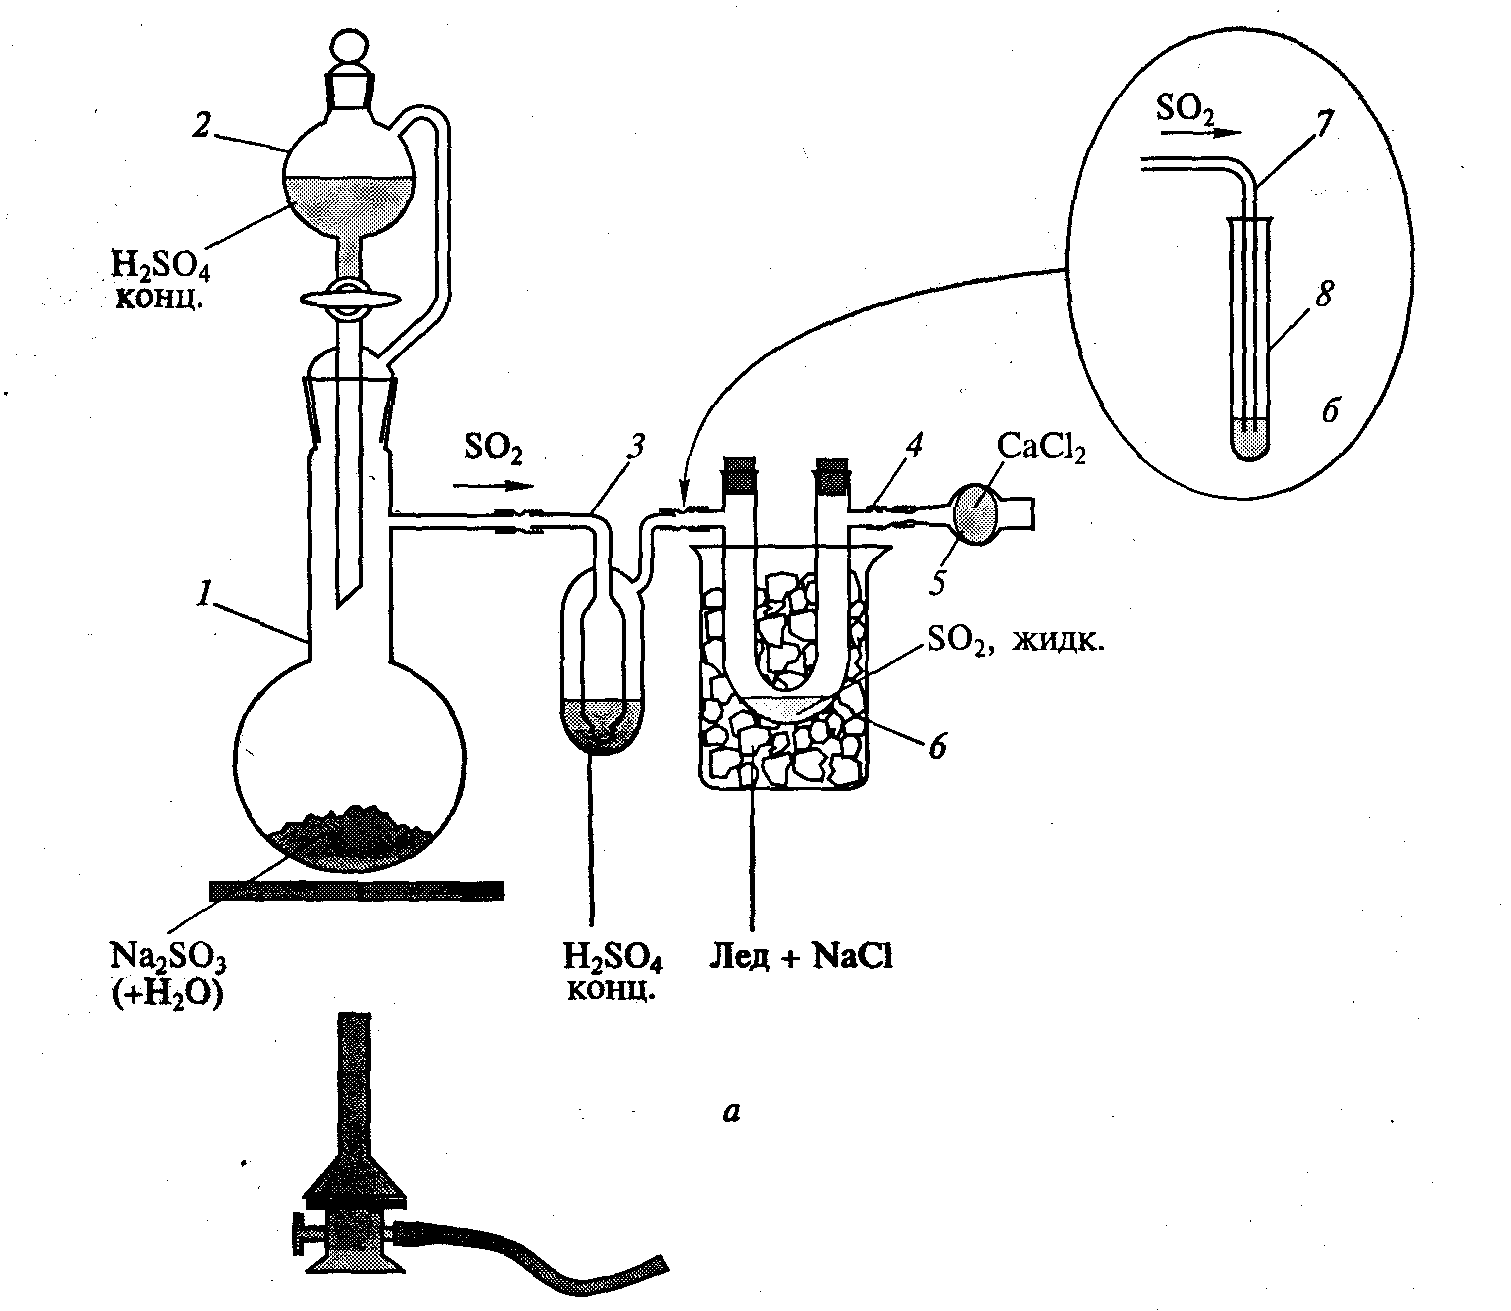 2
H₂SO₄
конц.
SO₂
7
8
б
SO₂
3
4
CaCl₂
5
1
SO₂, жидк.
6
Na₂SO₃
(+H₂O)
H₂SO₄
конц.
Лед + NaCl
а